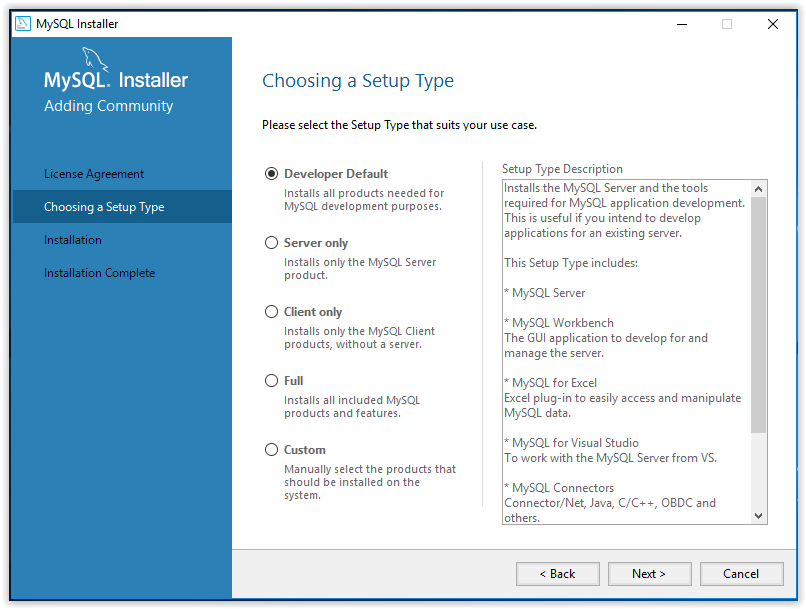 MySQL Installer
MySQL. Installer
Adding Community
License Agreement
Choosing a Setup Type
Installation
Installation Complete
Choosing a Setup Type
Please select the Setup Type that suits your use case.
Developer Default
Installs all products needed for
MySQL development purposes.
Server only
Installs only the MySQL Server
product.
Client only
Installs only the MySQL Client
products, without a server.
Full
Installs all included MySQL
products and features.
Custom
Manually select the products that
should be installed on the
system.
Setup Type Description
Installs the MySQL Server and the tools
required for MySQL application development.
This is useful if you intend to develop
applications for an existing server.
This Setup Type includes:
* MySQL Server
* MySQL Workbench
The GUI application to develop for and
manage the server.
* MySQL for Excel
Excel plug-in to easily access and manipulate
MySQL data.
* MySQL for Visual Studio
To work with the MySQL Server from VS.
* MySQL Connectors
Connector/Net, Java, C/C++, OBDC and
others.
< Back
Next >
Cancel